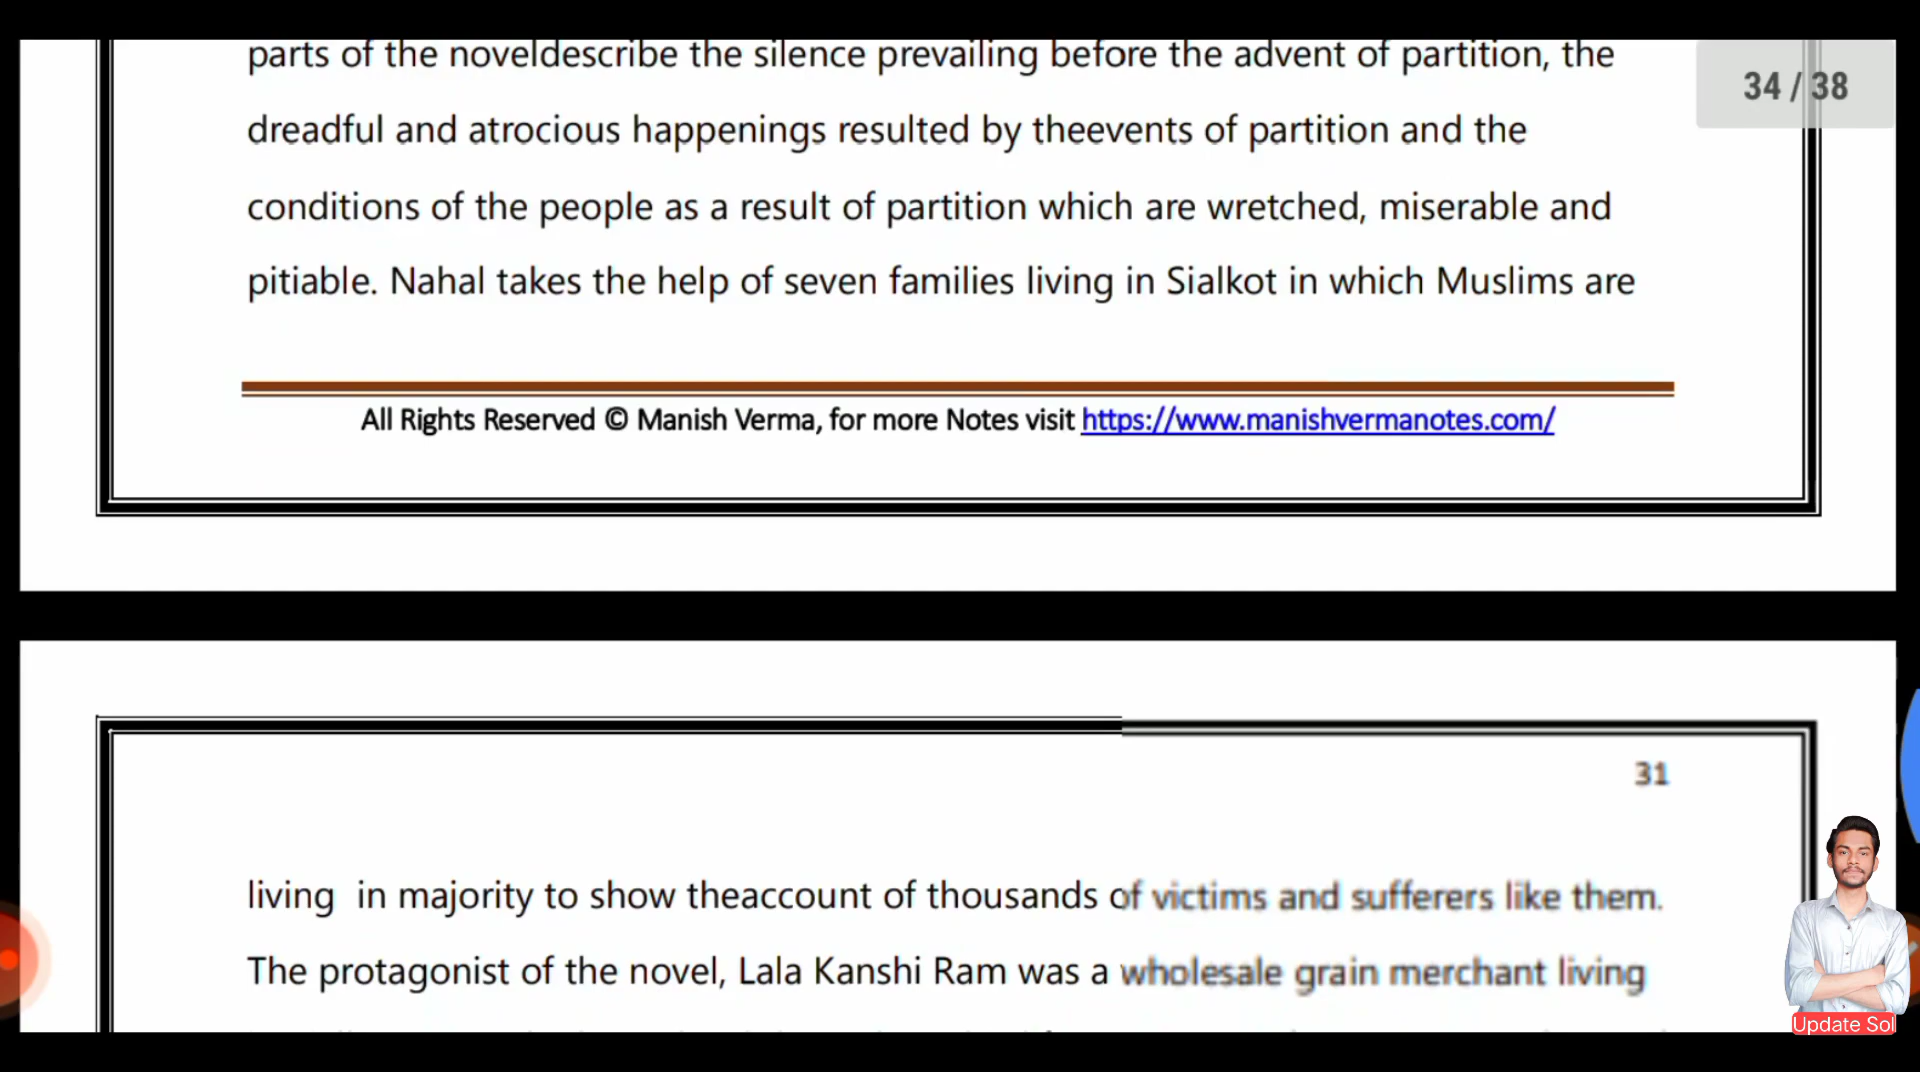 parts of the noveldescribe the silence prevailing before the advent of partition, the
34 / 38
dreadful and atrocious happenings resulted by theevents of partition and the
conditions of the people as a result of partition which are wretched, miserable and
pitiable. Nahal takes the help of seven families living in Sialkot in which Muslims are
All Rights Reserved © Manish Verma, for more Notes visit https://www.manishvermanotes.com/
31
living in majority to show theaccount of thousands of victims and sufferers like them.
The protagonist of the novel, Lala Kanshi Ram was a wholesale grain merchant living
Update Sol